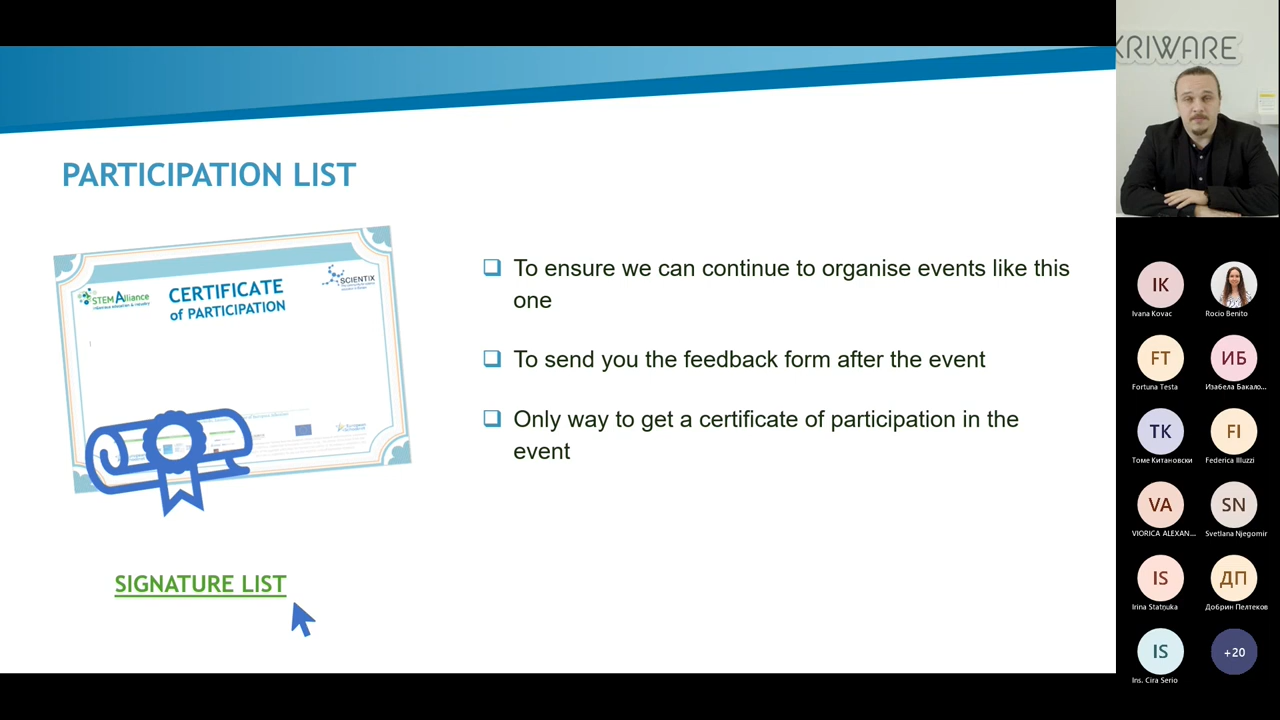 KRIWARE
PARTICIPATION LIST
STEM Alliance
CERTIFICATE
of PARTICIPATION
SCIENTIX
To ensure we can continue to organise events like this
one
To send you the feedback form after the event
Only way to get a certificate of participation in the
event
SIGNATURE LIST
IK
Ivana Kovac
Rocio Benito
FT
Fortuna Testa
ИБ
Изабела Бакало...
ТК
Томе Китановски
FI
Federica Illuzzi
VA
VIORICA ALEXAN...
SN
Svetlana Njegomir
IS
Irina Statņuka
ДП
Добрин Пелтеков
IS
Ins. Cira Serio
+20